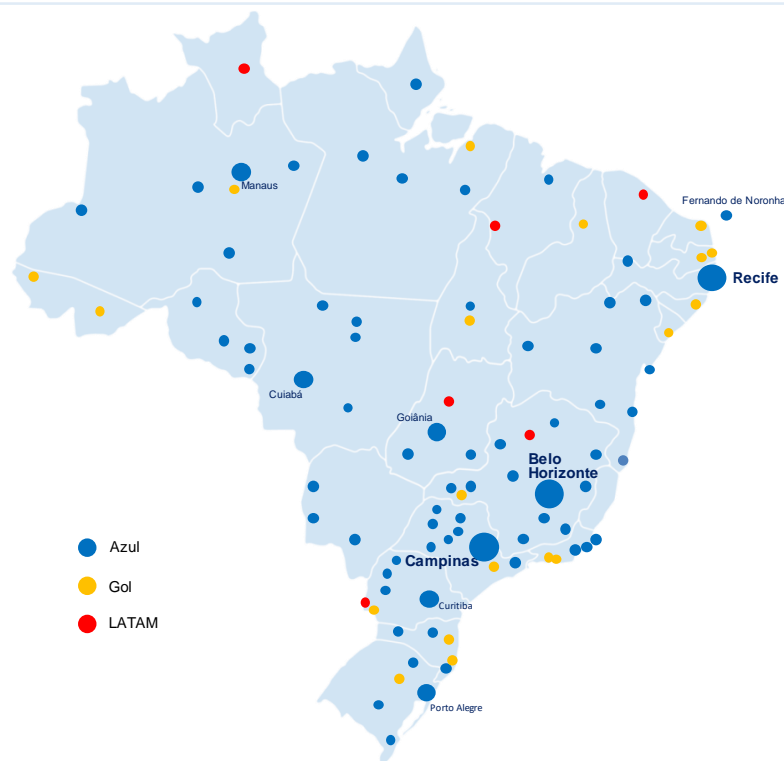 Manaus
Fernando de Noronha
Recife
Cuiabá
Goiânia
Belo
Horizonte
Azul
Campinas
Gol
Curitiba
LATAM
Porto Alegre